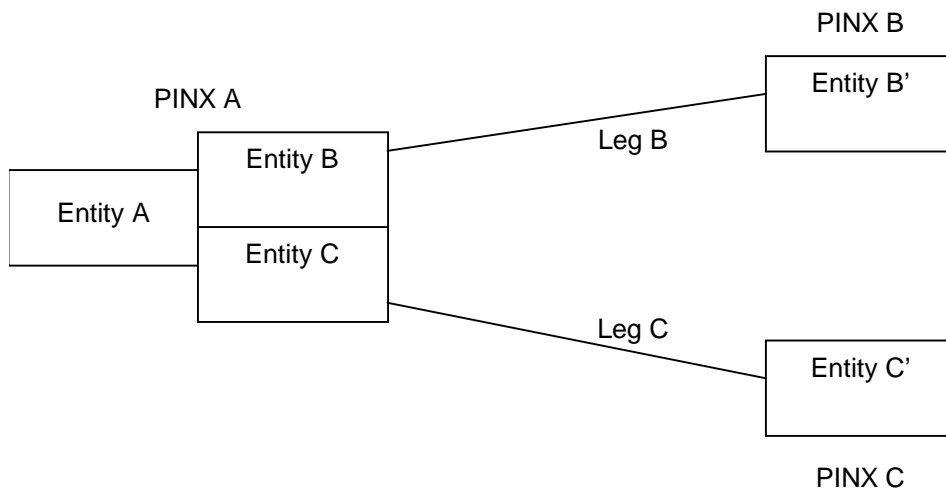 PINX B
Entity B’
PINX A
Entity B
Leg B
Entity A
Entity C
Leg C
Entity C’
PINX C